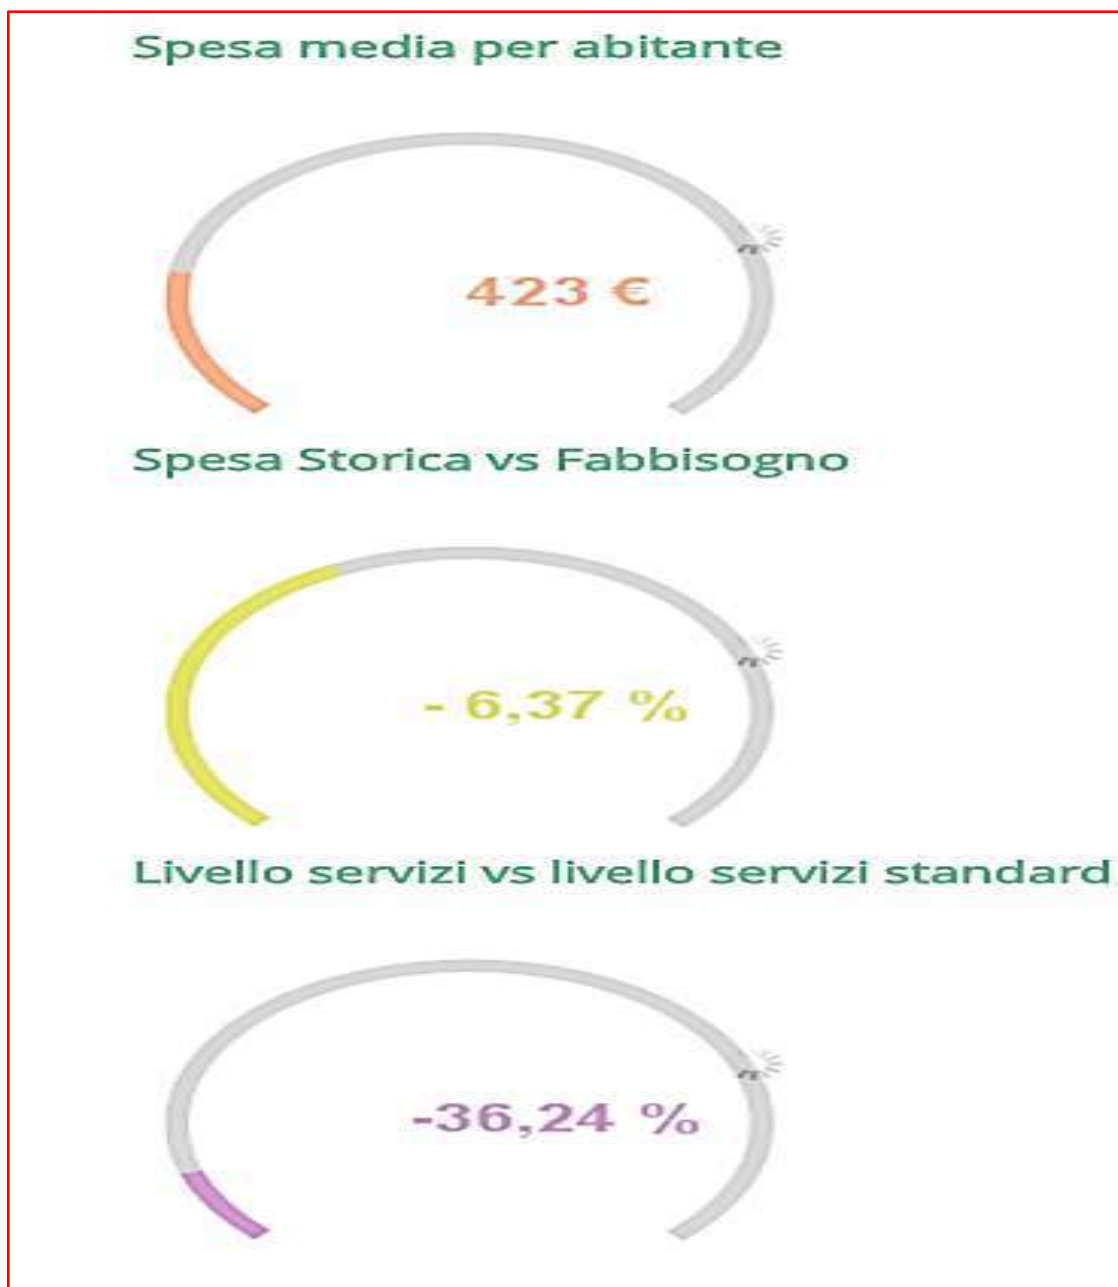 Spesa media per abitante
423 €
Spesa Storica vs Fabbisogno
- 6,37 %
Livello servizi vs livello servizi standard
-36,24 %